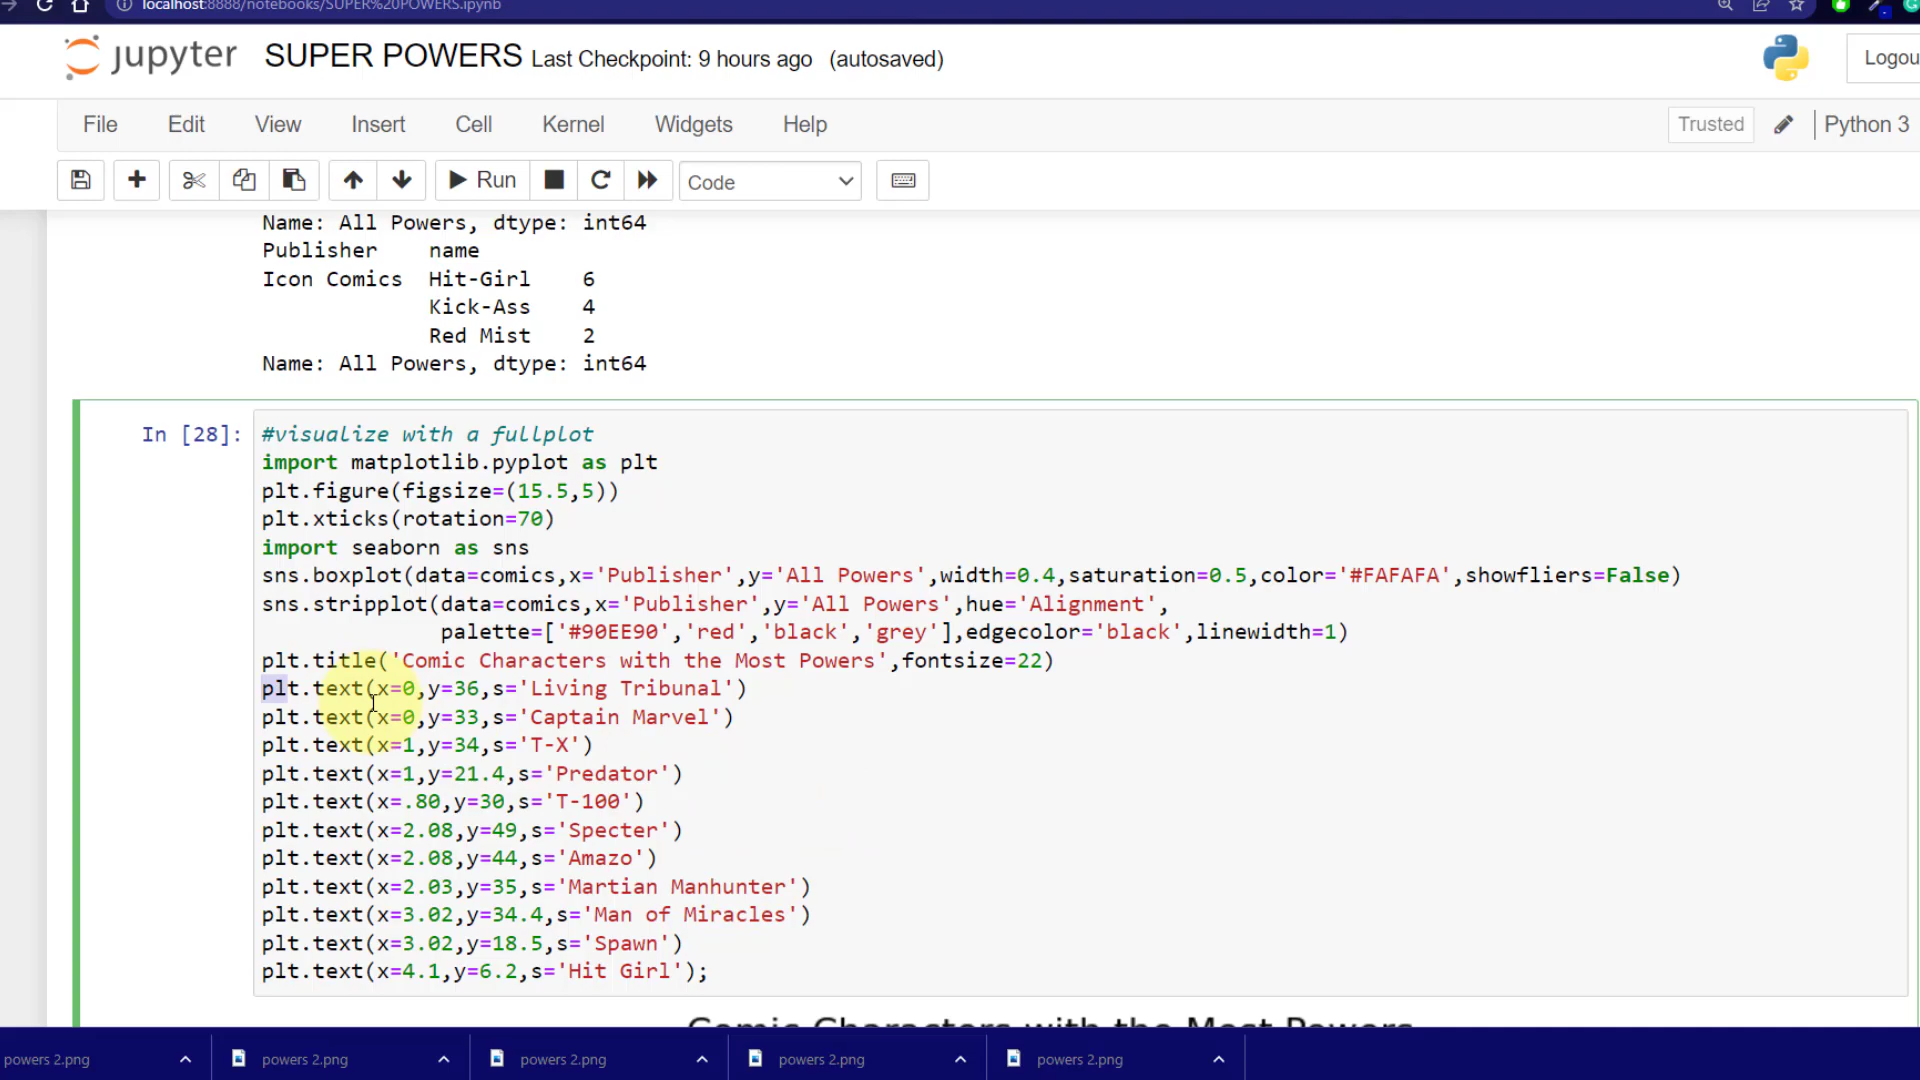 localhost:8888/notebooks/SUPER%20POWERS.ipynb
jupyter SUPER POWERS Last Checkpoint: 9 hours ago (autosaved)
Logou
File Edit View Insert Cell Kernel Widgets Help
Trusted Python 3
Run Code
Name: All Powers, dtype: int64
Publisher    name
Icon Comics  Hit-Girl    6
Kick-Ass    4
Red Mist    2
Name: All Powers, dtype: int64
In [28]: #visualize with a fullplot
import matplotlib.pyplot as plt
plt.figure(figsize=(15.5,5))
plt.xticks(rotation=70)
import seaborn as sns
sns.boxplot(data=comics,x='Publisher',y='All Powers',width=0.4,saturation=0.5,color='#FAFAFA',showfliers=False)
sns.stripplot(data=comics,x='Publisher',y='All Powers',hue='Alignment',
palette=['#90EE90','red','black','grey'],edgecolor='black',linewidth=1)
plt.title('Comic Characters with the Most Powers',fontsize=22)
plt.text(x=0,y=36,s='Living Tribunal')
plt.text(x=0,y=33,s='Captain Marvel')
plt.text(x=1,y=34,s='T-X')
plt.text(x=1,y=21.4,s='Predator')
plt.text(x=.80,y=30,s='T-100')
plt.text(x=2.08,y=49,s='Specter')
plt.text(x=2.08,y=44,s='Amazo')
plt.text(x=2.03,y=35,s='Martian Manhunter')
plt.text(x=3.02,y=34.4,s='Man of Miracles')
plt.text(x=3.02,y=18.5,s='Spawn')
plt.text(x=4.1,y=6.2,s='Hit Girl');
Comic Characters with the Most Powers
powers 2.png powers 2.png powers 2.png powers 2.png powers 2.png